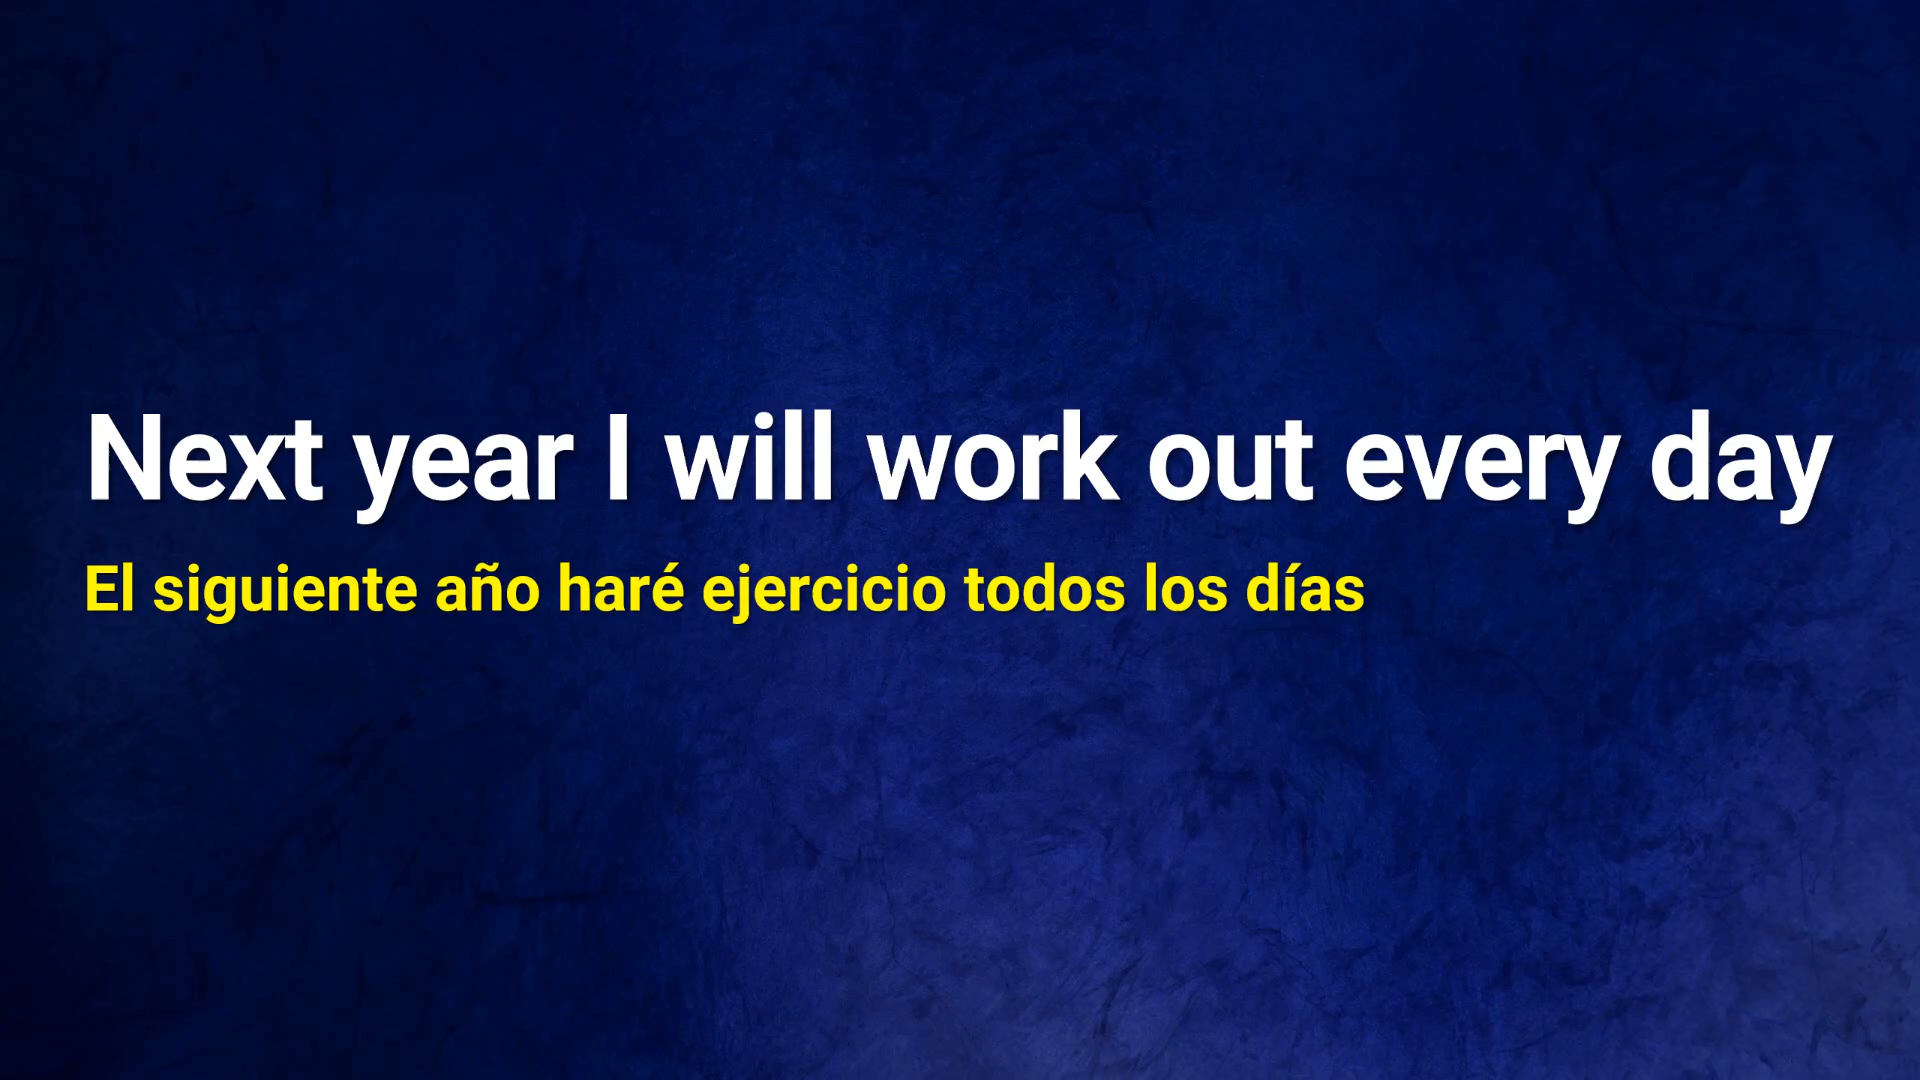 Next year I will work out every day
El siguiente año haré ejercicio todos los días